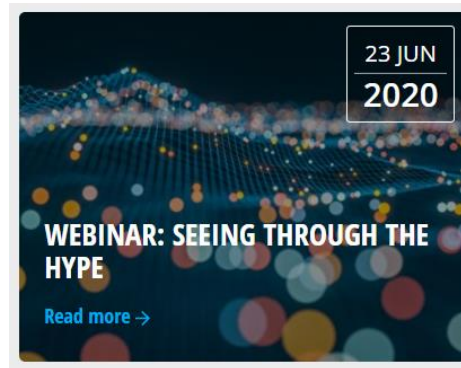 23 JUN
2020
WEBINAR: SEEING THROUGH THE
HYPE
Read more →